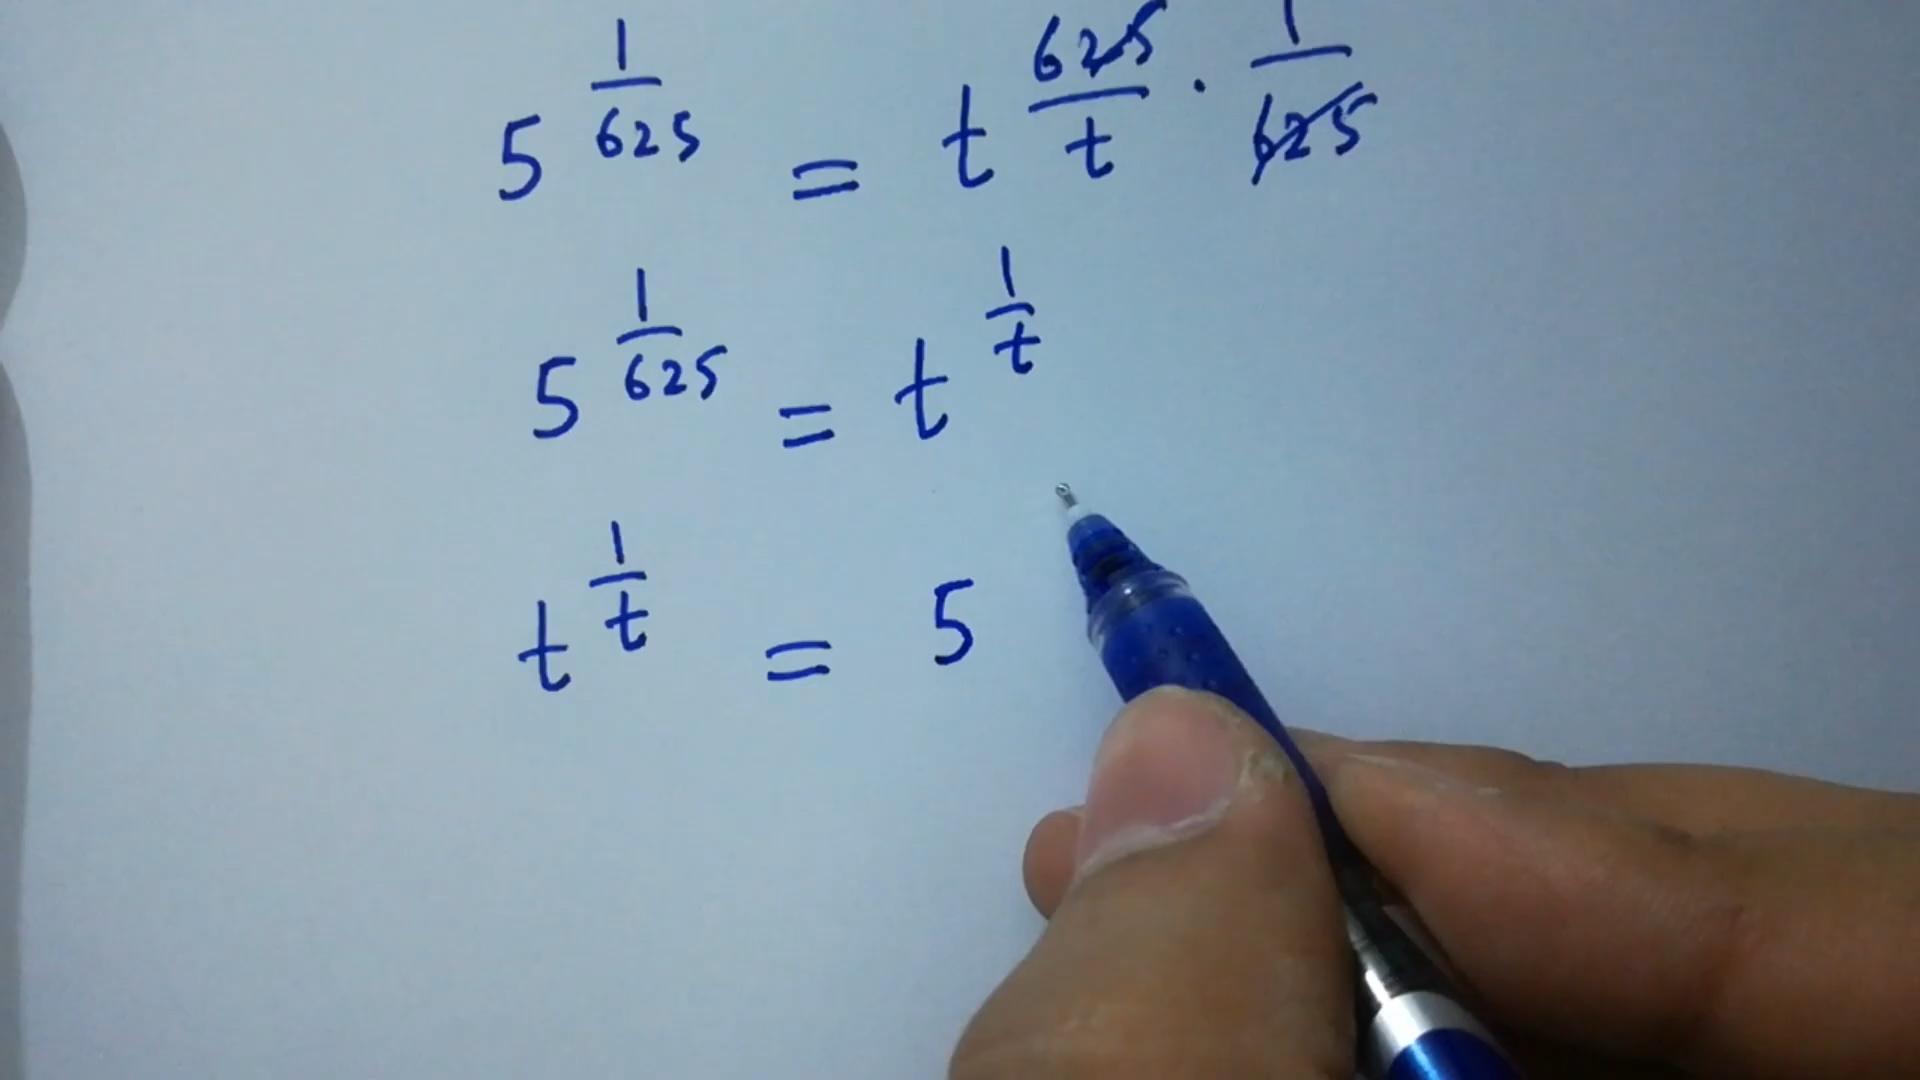 5^(1/625) = t^(625/t · 1/625)
5^(1/625) = t^(1/t)
t^(1/t) = 5